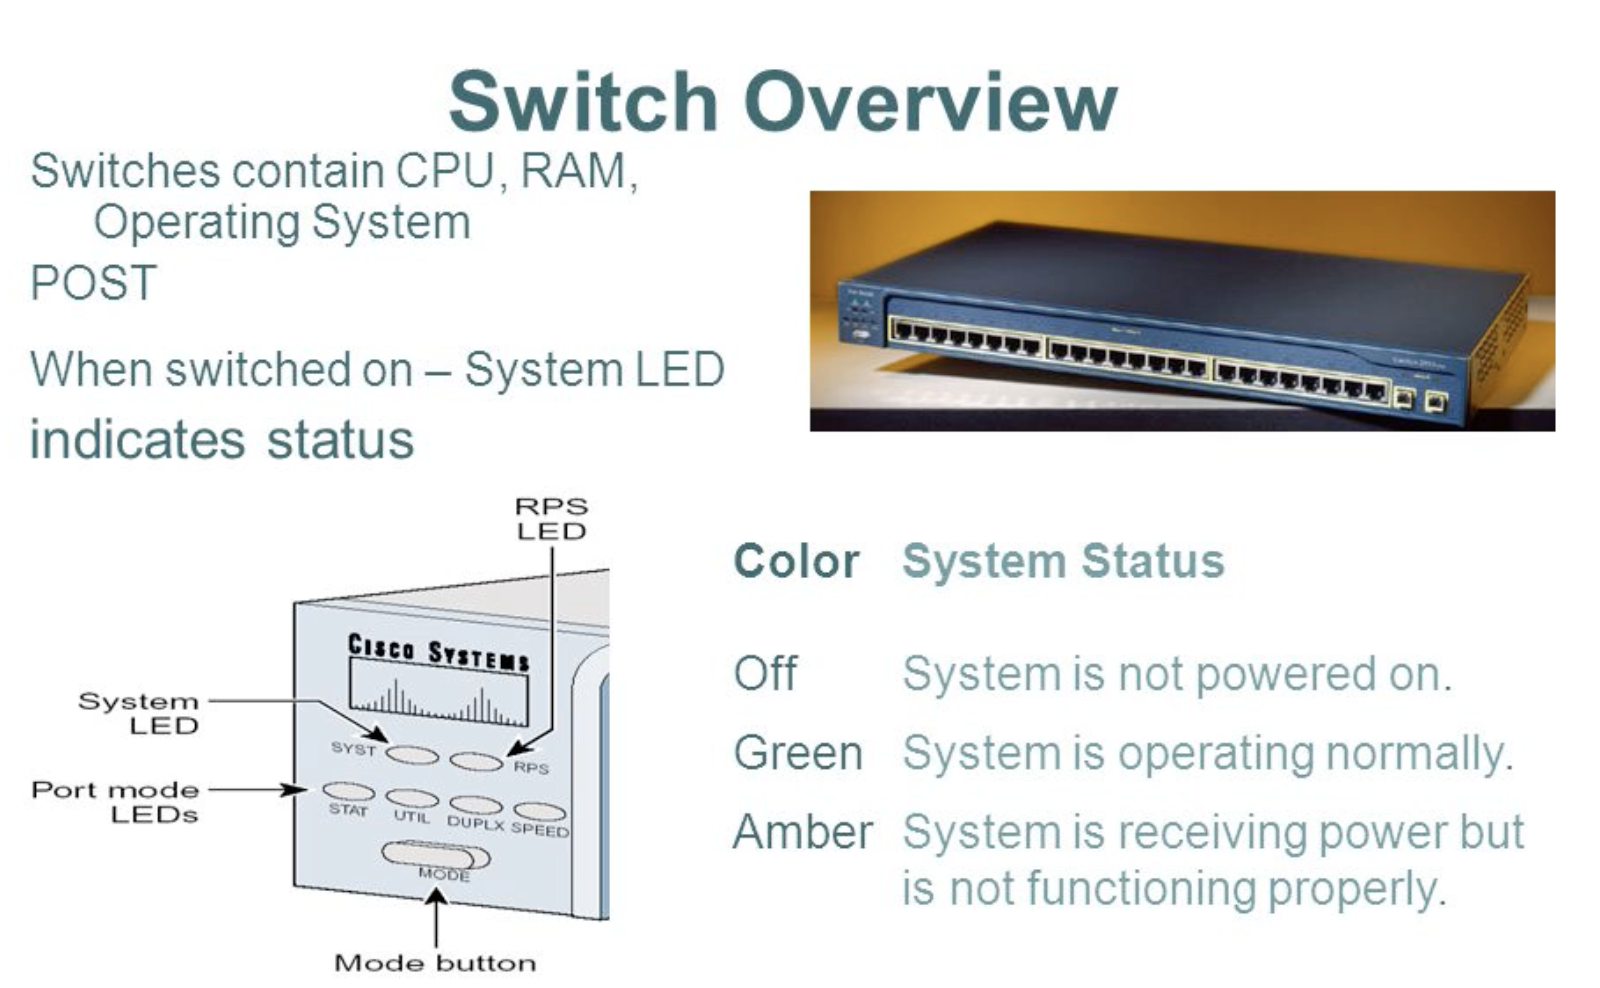 Switch Overview
Switches contain CPU, RAM,
Operating System
POST
When switched on – System LED
indicates status
RPS
LED
CISCO SYSTEMS
System
LED
SYST
RPS
Port mode
LEDs
STAT
UTIL
DUPLX
SPEED
MODE
Mode button
Color System Status
Off System is not powered on.
Green System is operating normally.
Amber System is receiving power but
is not functioning properly.